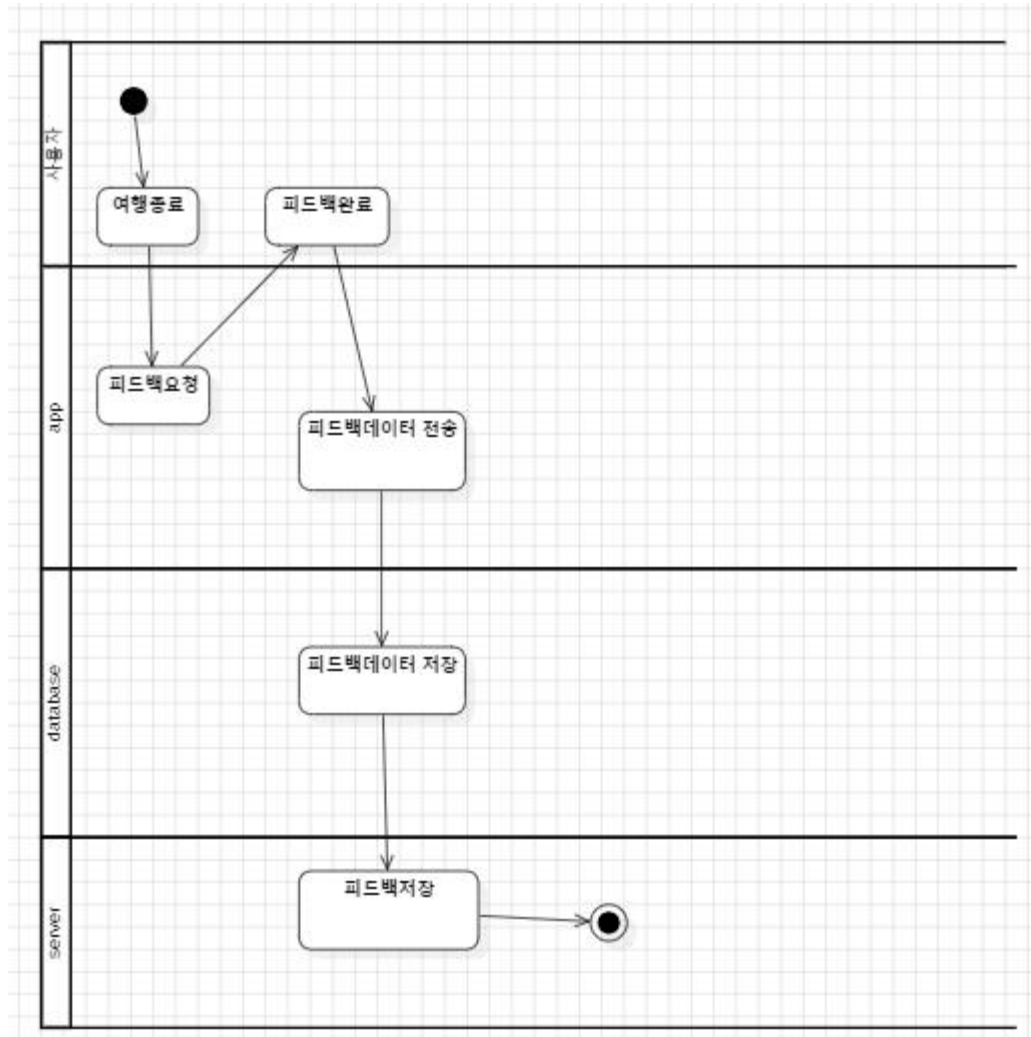 사용자
여행종료
피드백완료
app
피드백요청
피드백데이터 전송
database
피드백데이터 저장
server
피드백저장